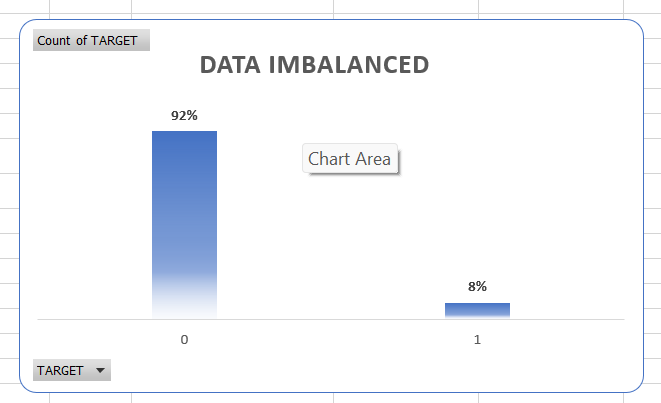 Count of TARGET
DATA IMBALANCED
92%
Chart Area
8%
0
1
TARGET